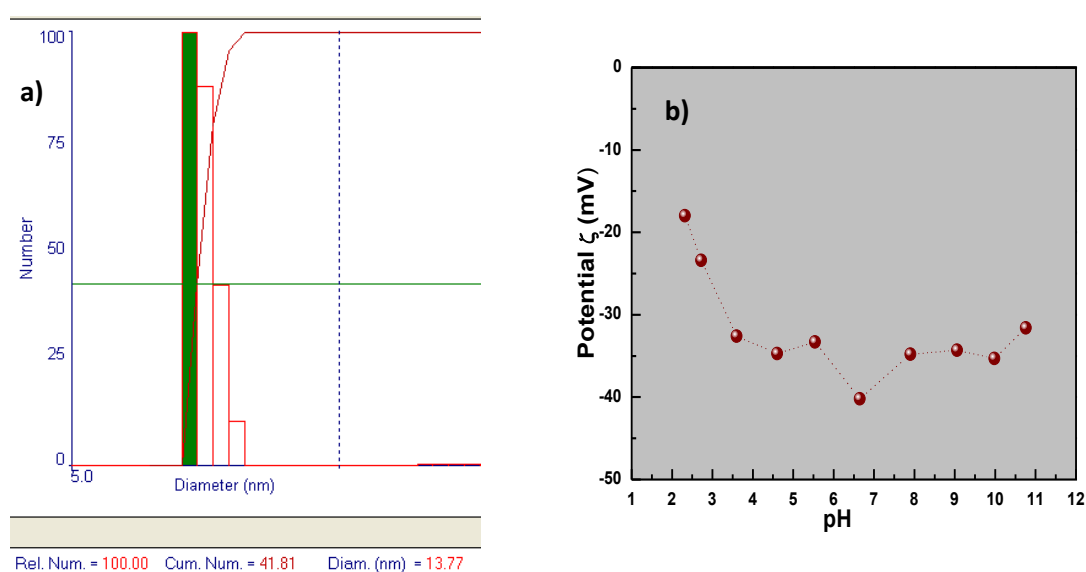 a)
100
75
50
25
0
Number
5.0
Diameter (nm)
Rel. Num. = 100.00 Cum. Num. = 41.81 Diam. (nm) = 13.77
b)
0
-10
-20
-30
-40
-50
Potential ζ (mV)
1 2 3 4 5 6 7 8 9 10 11 12
pH